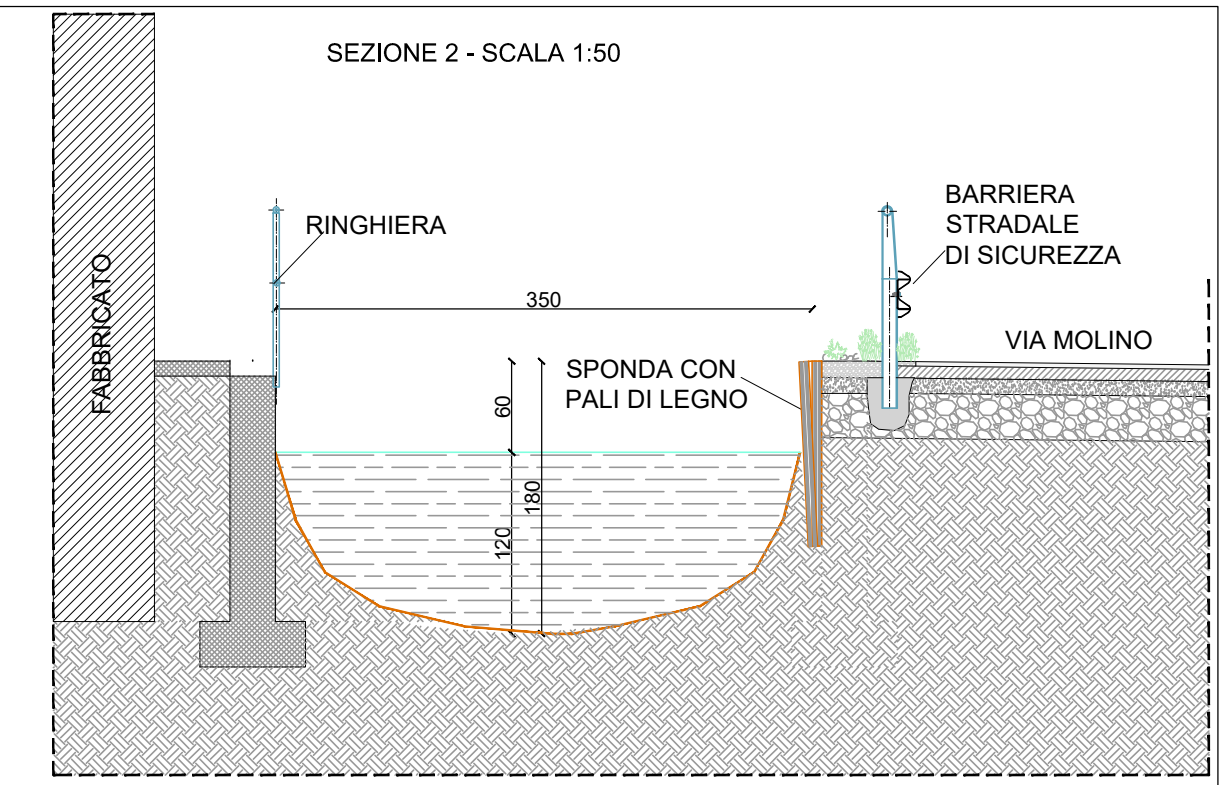 SEZIONE 2 - SCALA 1:50
FABBRICATO
RINGHIERA
BARRIERA
STRADALE
DI SICUREZZA
350
VIA MOLINO
SPONDA CON
PALI DI LEGNO
60
180
120